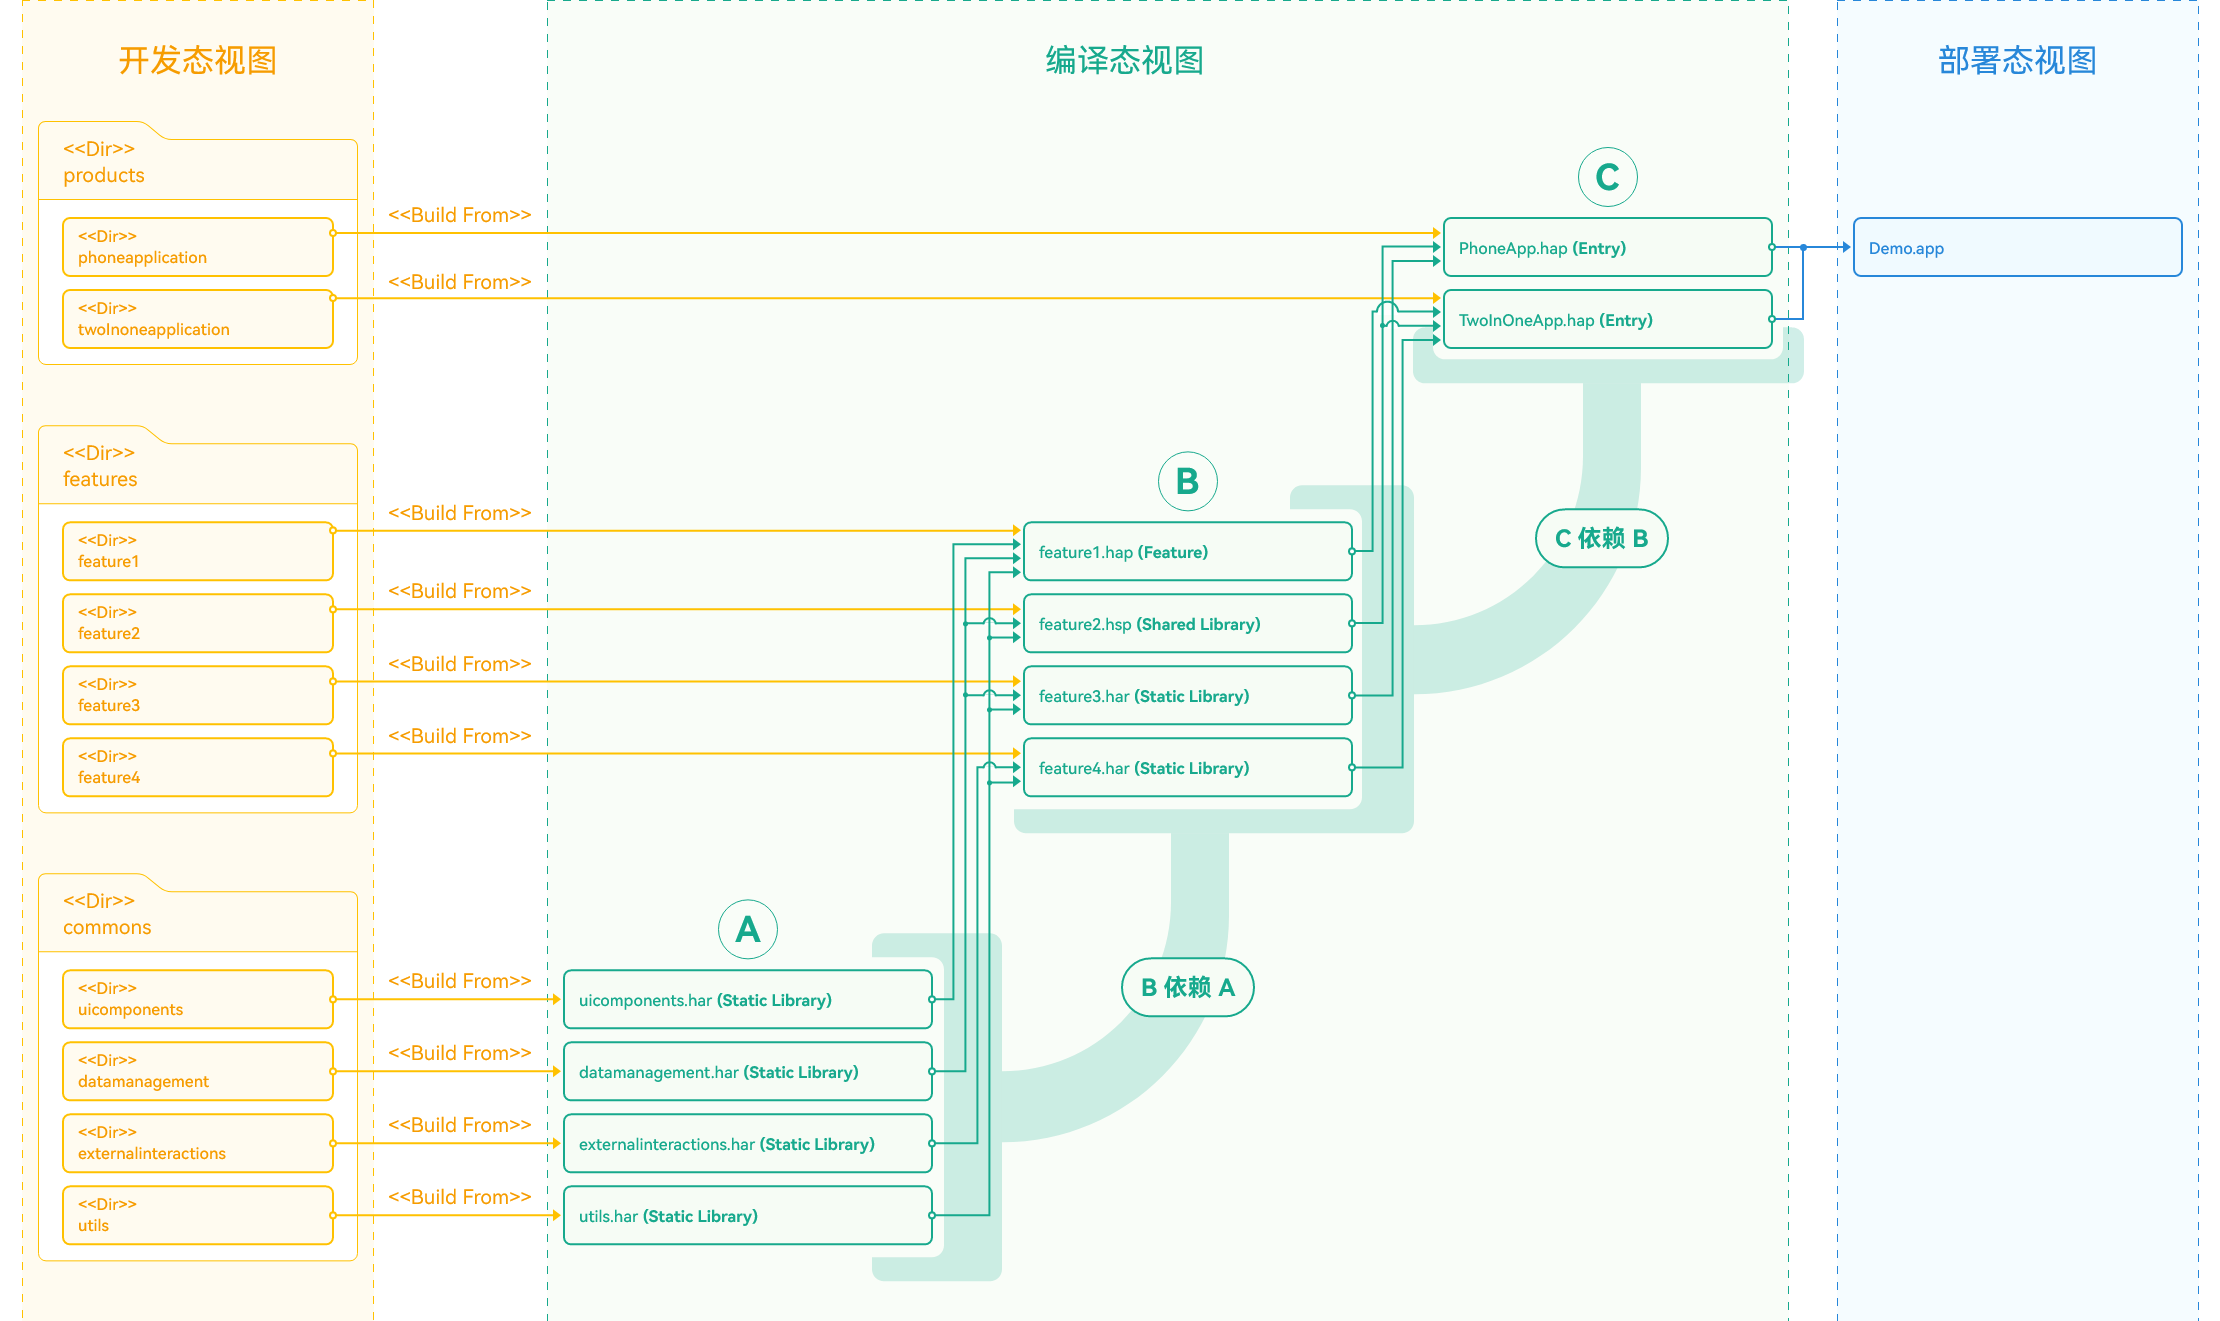 开发态视图
<<Dir>>
products
<<Dir>>
phoneapplication
<<Dir>>
twoInoneapplication
<<Dir>>
features
<<Dir>>
feature1
<<Dir>>
feature2
<<Dir>>
feature3
<<Dir>>
feature4
<<Dir>>
commons
<<Dir>>
uicomponents
<<Dir>>
datamanagement
<<Dir>>
externalinteractions
<<Dir>>
utils
<<Build From>>
<<Build From>>
<<Build From>>
<<Build From>>
<<Build From>>
<<Build From>>
<<Build From>>
<<Build From>>
<<Build From>>
<<Build From>>
编译态视图
C
PhoneApp.hap (Entry)
TwoInOneApp.hap (Entry)
C 依赖 B
B
feature1.hap (Feature)
feature2.hsp (Shared Library)
feature3.har (Static Library)
feature4.har (Static Library)
B 依赖 A
A
uicomponents.har (Static Library)
datamanagement.har (Static Library)
externalinteractions.har (Static Library)
utils.har (Static Library)
部署态视图
Demo.app